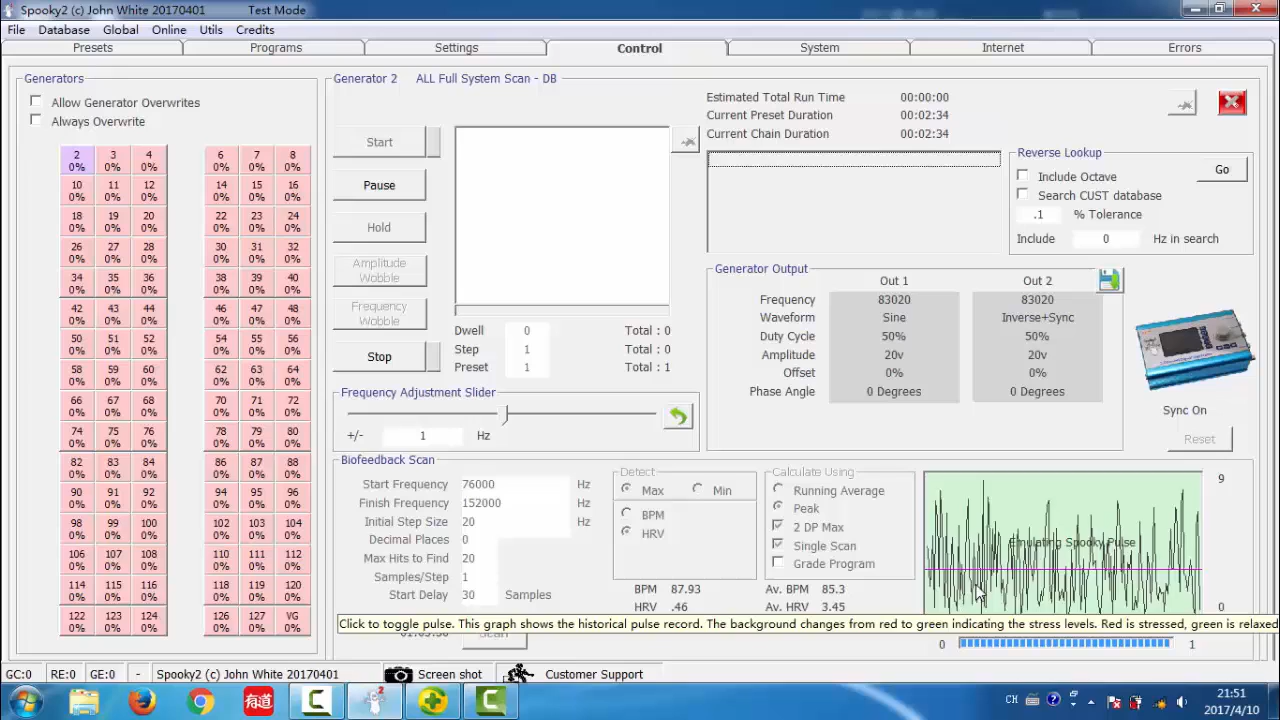 Spooky2 (c) John White 20170401 Test Mode
File Database Global Online Utils Credits
Presets Programs Settings Control System Internet Errors
Generators
Allow Generator Overwrites
Always Overwrite
2 3 4 6 7 8
0% 0% 0% 0% 0% 0%
10 11 12 14 15 16
0% 0% 0% 0% 0% 0%
18 19 20 22 23 24
0% 0% 0% 0% 0% 0%
26 27 28 30 31 32
0% 0% 0% 0% 0% 0%
34 35 36 38 39 40
0% 0% 0% 0% 0% 0%
42 43 44 46 47 48
0% 0% 0% 0% 0% 0%
50 51 52 54 55 56
0% 0% 0% 0% 0% 0%
58 59 60 62 63 64
0% 0% 0% 0% 0% 0%
66 67 68 70 71 72
0% 0% 0% 0% 0% 0%
74 75 76 78 79 80
0% 0% 0% 0% 0% 0%
82 83 84 86 87 88
0% 0% 0% 0% 0% 0%
90 91 92 94 95 96
0% 0% 0% 0% 0% 0%
98 99 100 102 103 104
0% 0% 0% 0% 0% 0%
106 107 108 110 111 112
0% 0% 0% 0% 0% 0%
114 115 116 118 119 120
0% 0% 0% 0% 0% 0%
122 123 124 126 127 VG
0% 0% 0% 0% 0% 0%
Generator 2 ALL Full System Scan - DB
Start
Pause
Hold
Amplitude
Wobble
Frequency
Wobble
Stop
Dwell 0 Total : 0
Step 1 Total : 0
Preset 1 Total : 1
Frequency Adjustment Slider
+/- 1 Hz
Estimated Total Run Time 00:00:00
Current Preset Duration 00:02:34
Current Chain Duration 00:02:34
Reverse Lookup
Include Octave Go
Search CUST database
.1 % Tolerance
Include 0 Hz in search
Generator Output
Out 1 Out 2
Frequency 83020 83020
Waveform Sine Inverse+Sync
Duty Cycle 50% 50%
Amplitude 20v 20v
Offset 0% 0%
Phase Angle 0 Degrees 0 Degrees
Sync On
Reset
Biofeedback Scan
Start Frequency 76000 Hz
Finish Frequency 152000 Hz
Initial Step Size 20 Hz
Decimal Places 0
Max Hits to Find 20
Samples/Step 1
Start Delay 30 Samples
Detect
Max Min
BPM
HRV
BPM 87.93
HRV .46
Calculate Using
Running Average
Peak
2 DP Max
Single Scan
Grade Program
Av. BPM 85.3
Av. HRV 3.45
9
Emulating Spooky Pulse
0
Click to toggle pulse. This graph shows the historical pulse record. The background changes from red to green indicating the stress levels. Red is stressed, green is relaxed
Scan
0 1
GC:0 RE:0 GE:0 - Spooky2 (c) John White 20170401 Screen shot Customer Support
有道
CH
21:51
2017/4/10